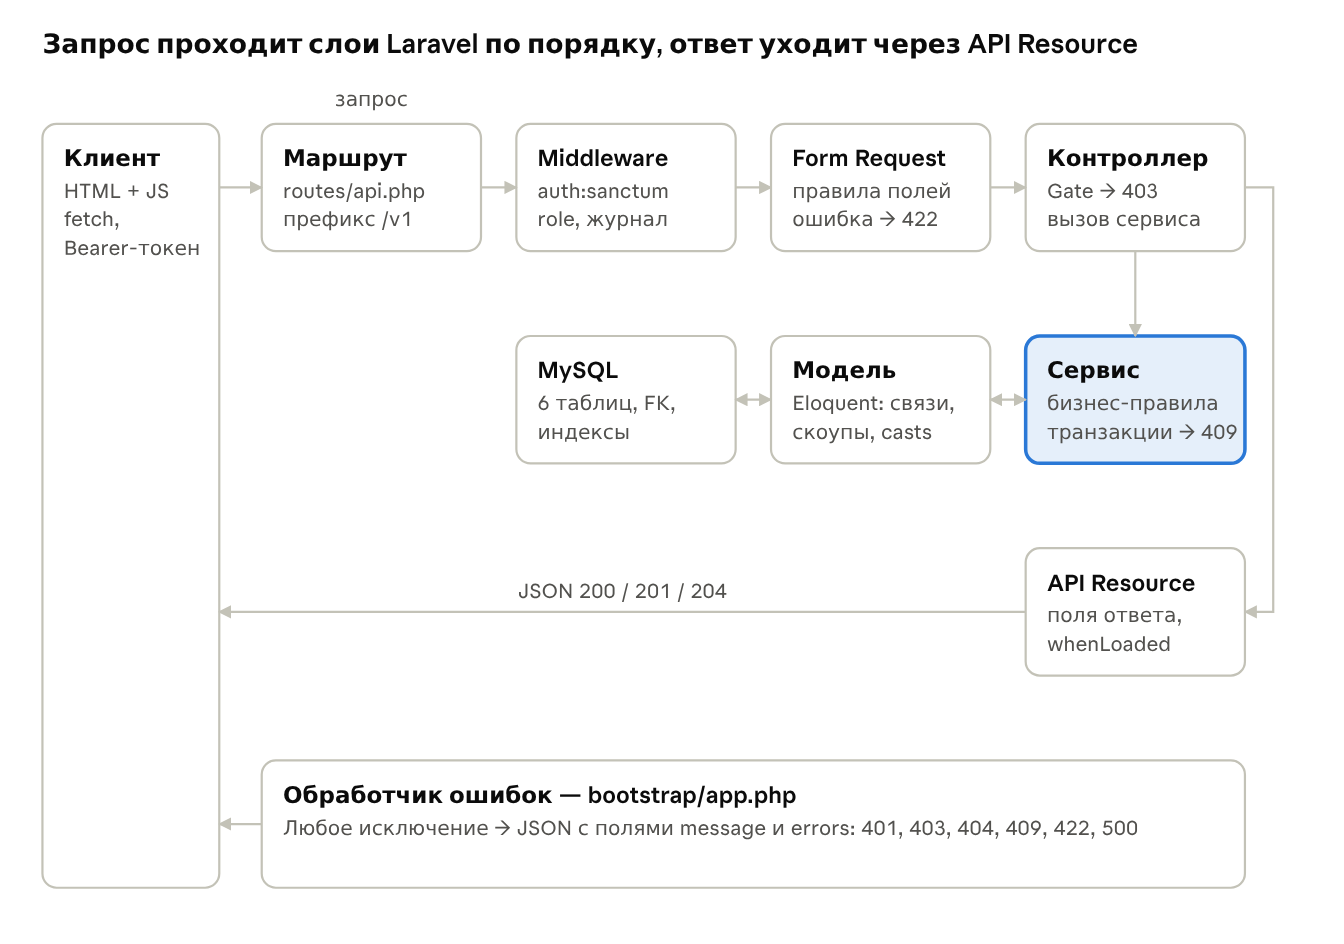 Запрос проходит слои Laravel по порядку, ответ уходит через API Resource
запрос
Клиент
HTML + JS
fetch,
Bearer-токен
Маршрут
routes/api.php
префикс /v1
Middleware
auth:sanctum
role, журнал
Form Request
правила полей
ошибка → 422
Контроллер
Gate → 403
вызов сервиса
MySQL
6 таблиц, FK,
индексы
Модель
Eloquent: связи,
скоупы, casts
Сервис
бизнес-правила
транзакции → 409
JSON 200 / 201 / 204
API Resource
поля ответа,
whenLoaded
Обработчик ошибок — bootstrap/app.php
Любое исключение → JSON с полями message и errors: 401, 403, 404, 409, 422, 500